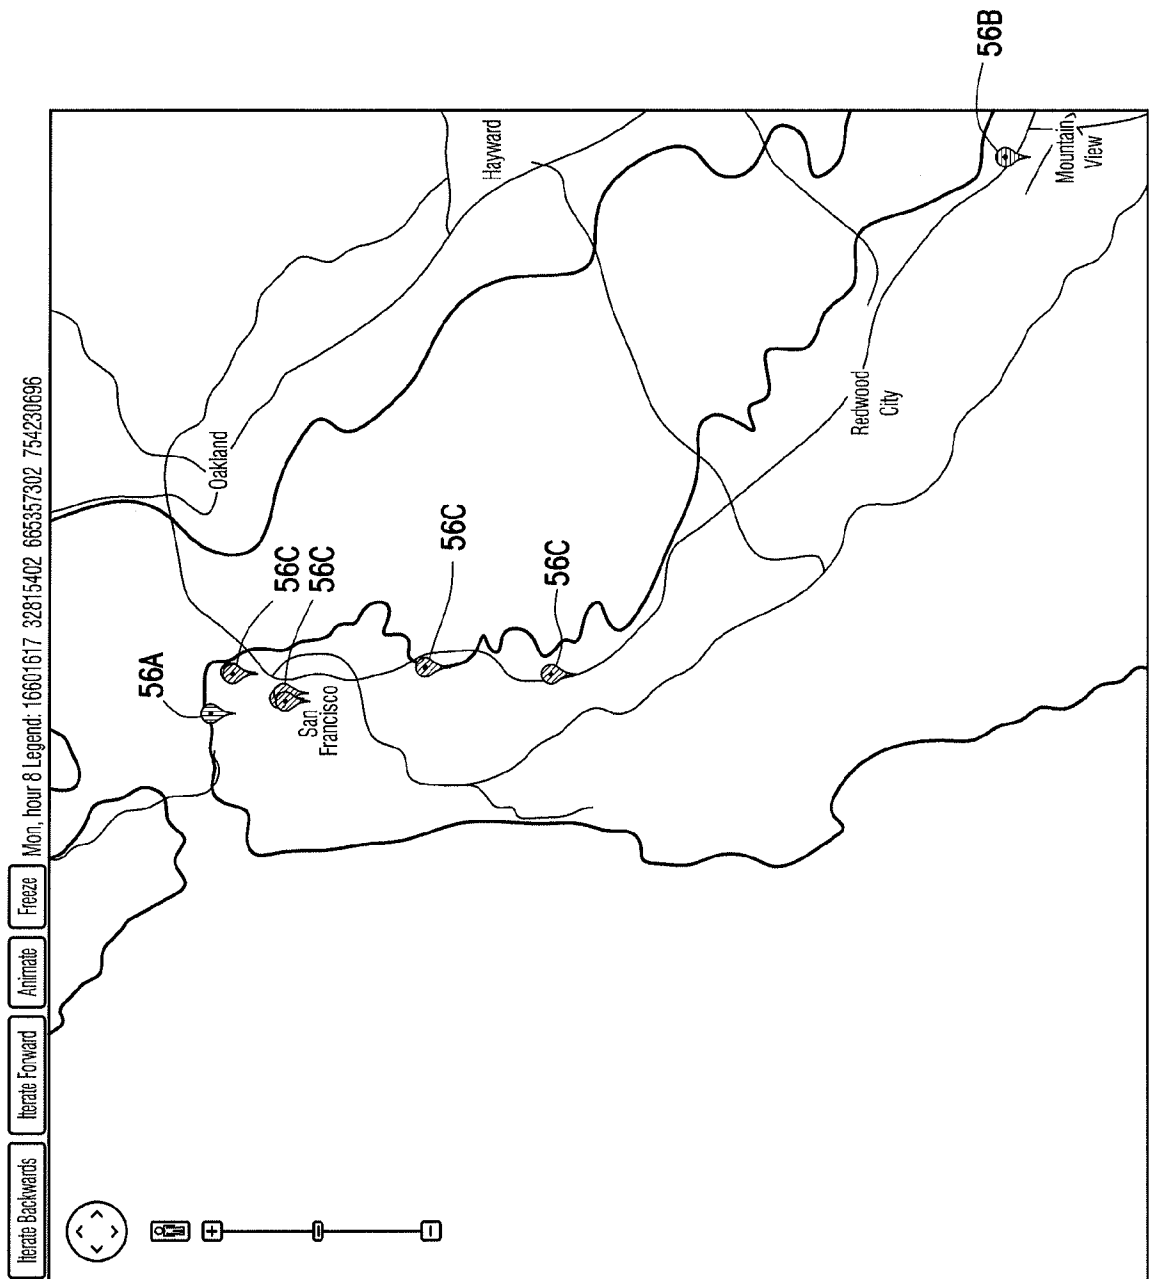 Iterate Backwards
Iterate Forward
Animate
Freeze
Mon, hour 8 Legend: 16601617 32815402 665357302 754230696
56A
56C
56C
56C
56C
56B
Oakland
Hayward
San
Francisco
Redwood
City
Mountain
View